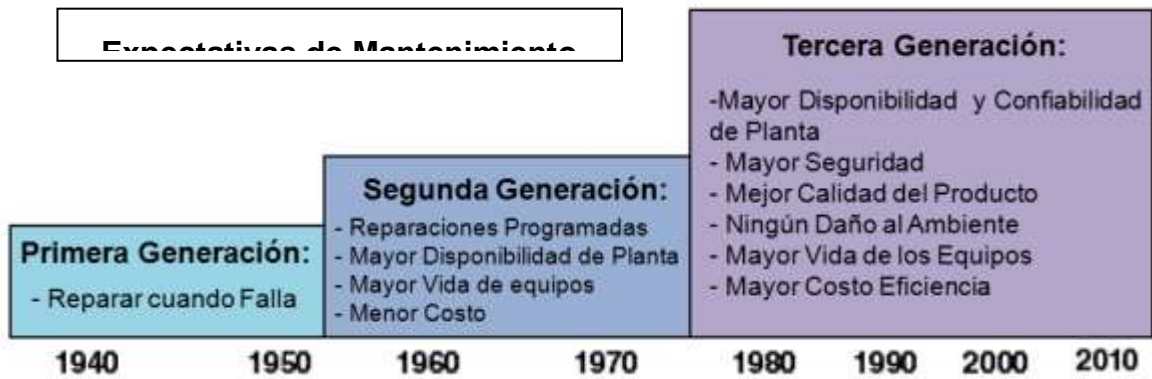 Expectativas de Mantenimiento
Tercera Generación:
-Mayor Disponibilidad y Confiabilidad
de Planta
- Mayor Seguridad
- Mejor Calidad del Producto
- Ningún Daño al Ambiente
- Mayor Vida de los Equipos
- Mayor Costo Eficiencia
Segunda Generación:
- Reparaciones Programadas
- Mayor Disponibilidad de Planta
- Mayor Vida de equipos
- Menor Costo
Primera Generación:
- Reparar cuando Falla
1940 1950 1960 1970 1980 1990 2000 2010